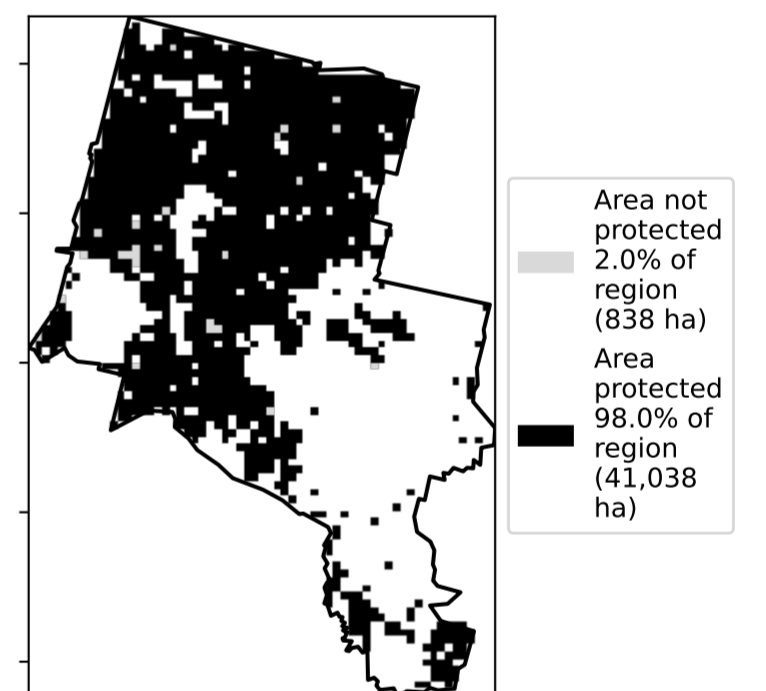 Area not
protected
2.0% of
region
(838 ha)
Area
protected
98.0% of
region
(41,038
ha)